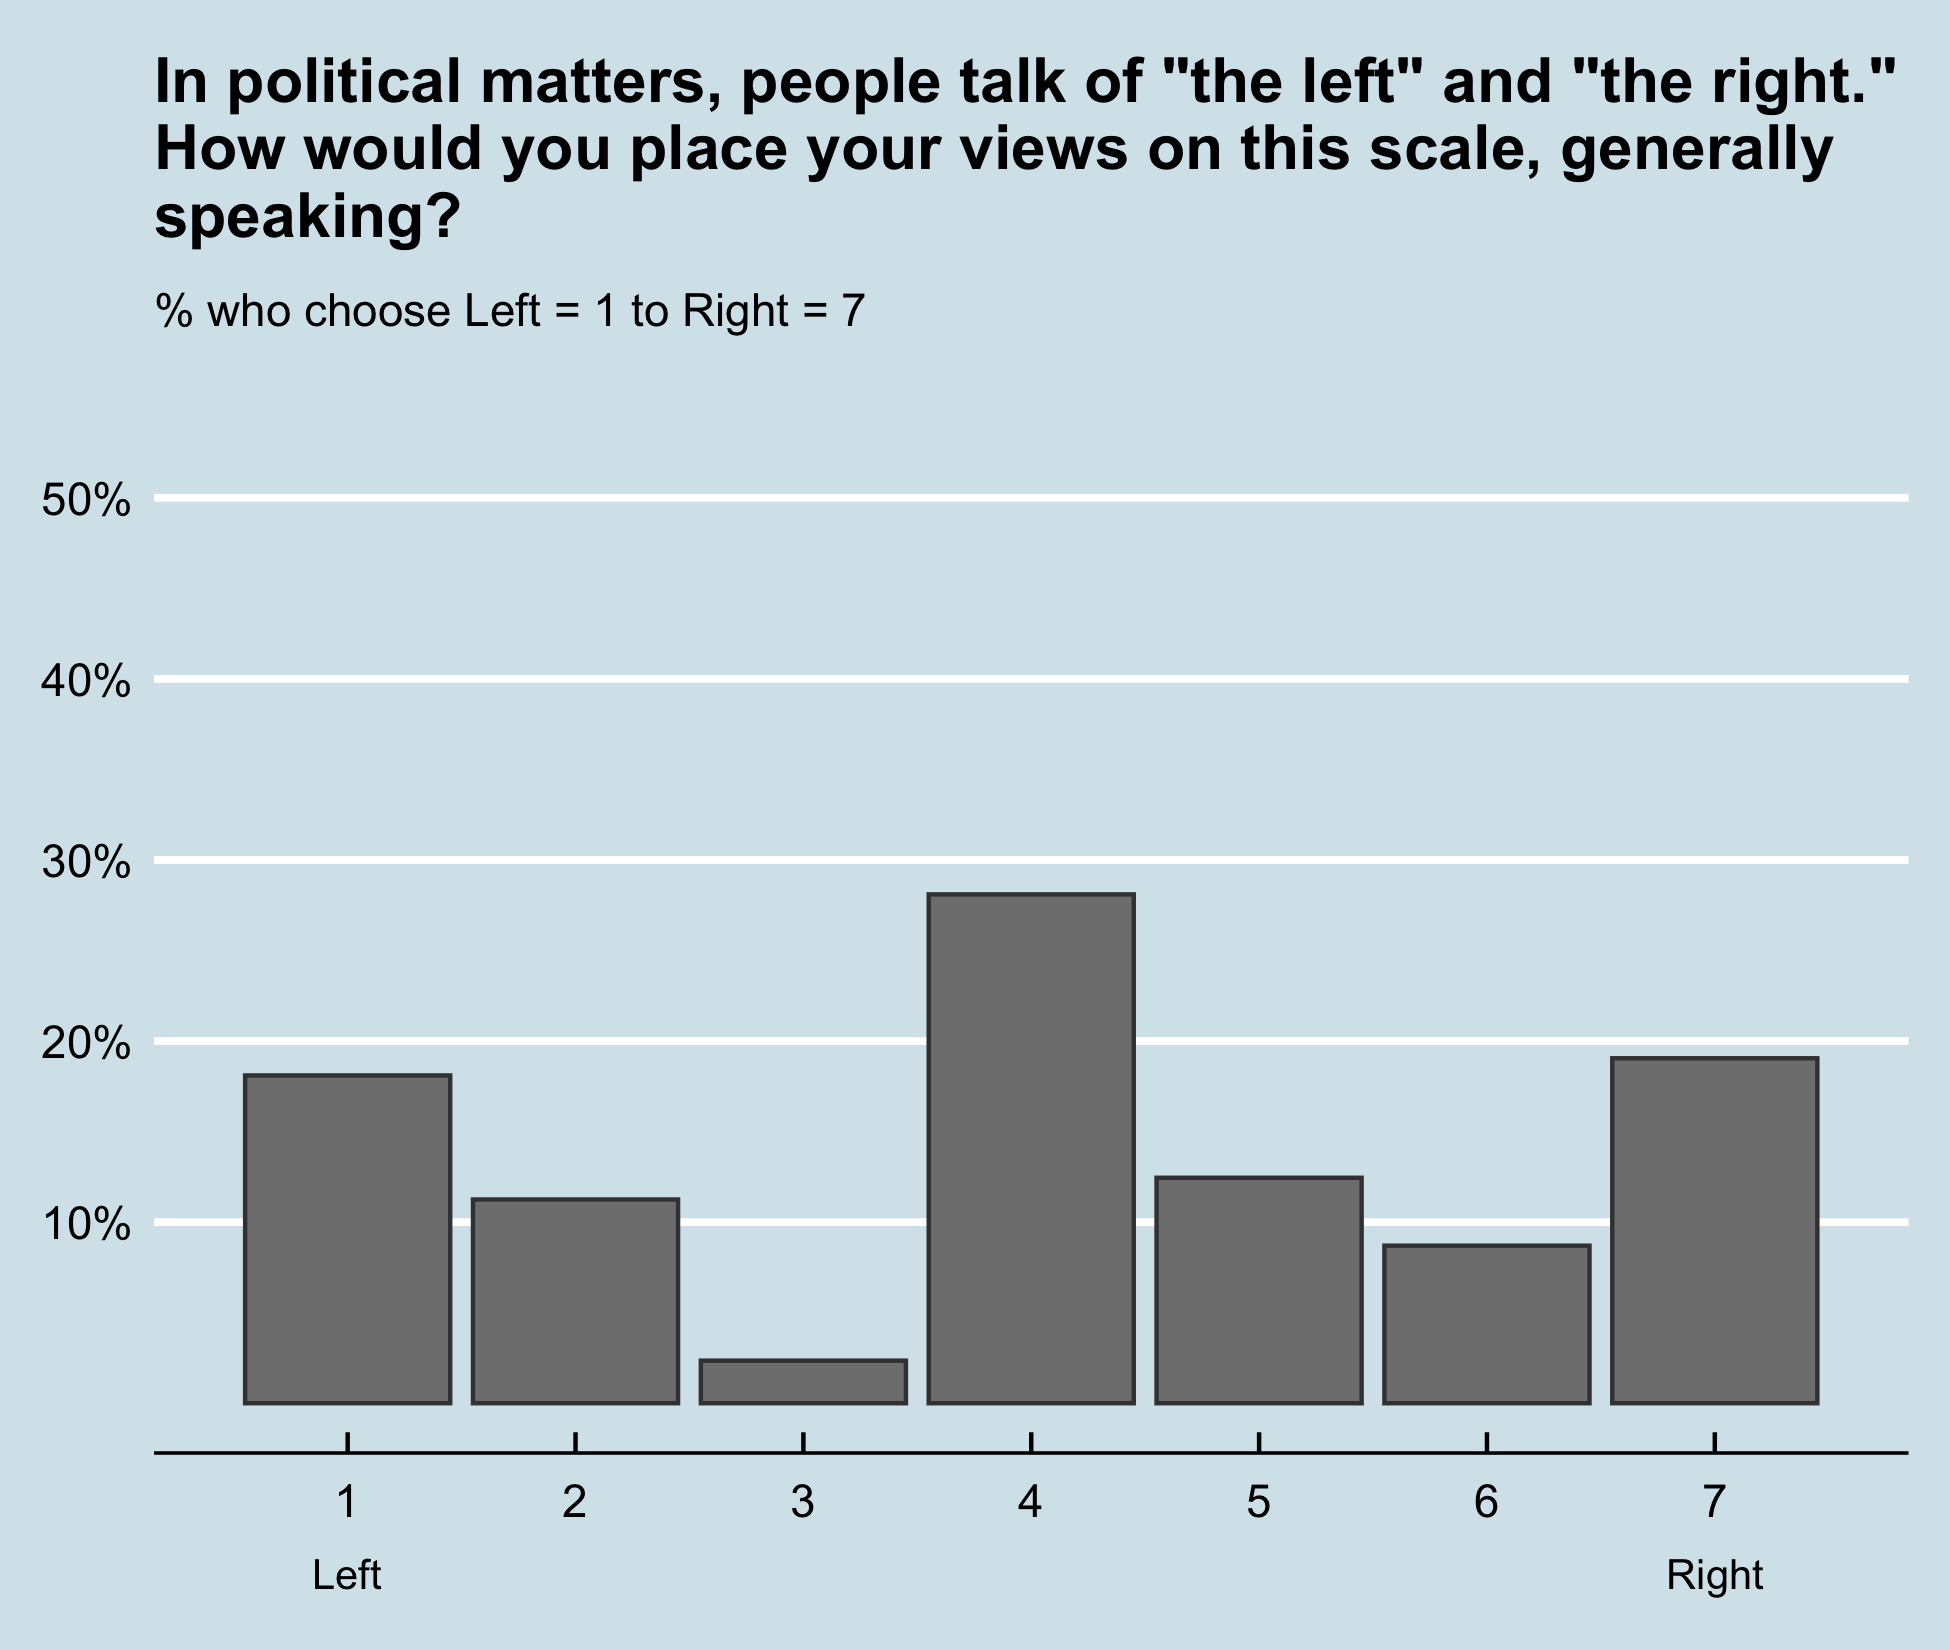 In political matters, people talk of "the left" and "the right."
How would you place your views on this scale, generally
speaking?
% who choose Left = 1 to Right = 7
50%
40%
30%
20%
10%
1 2 3 4 5 6 7
Left Right